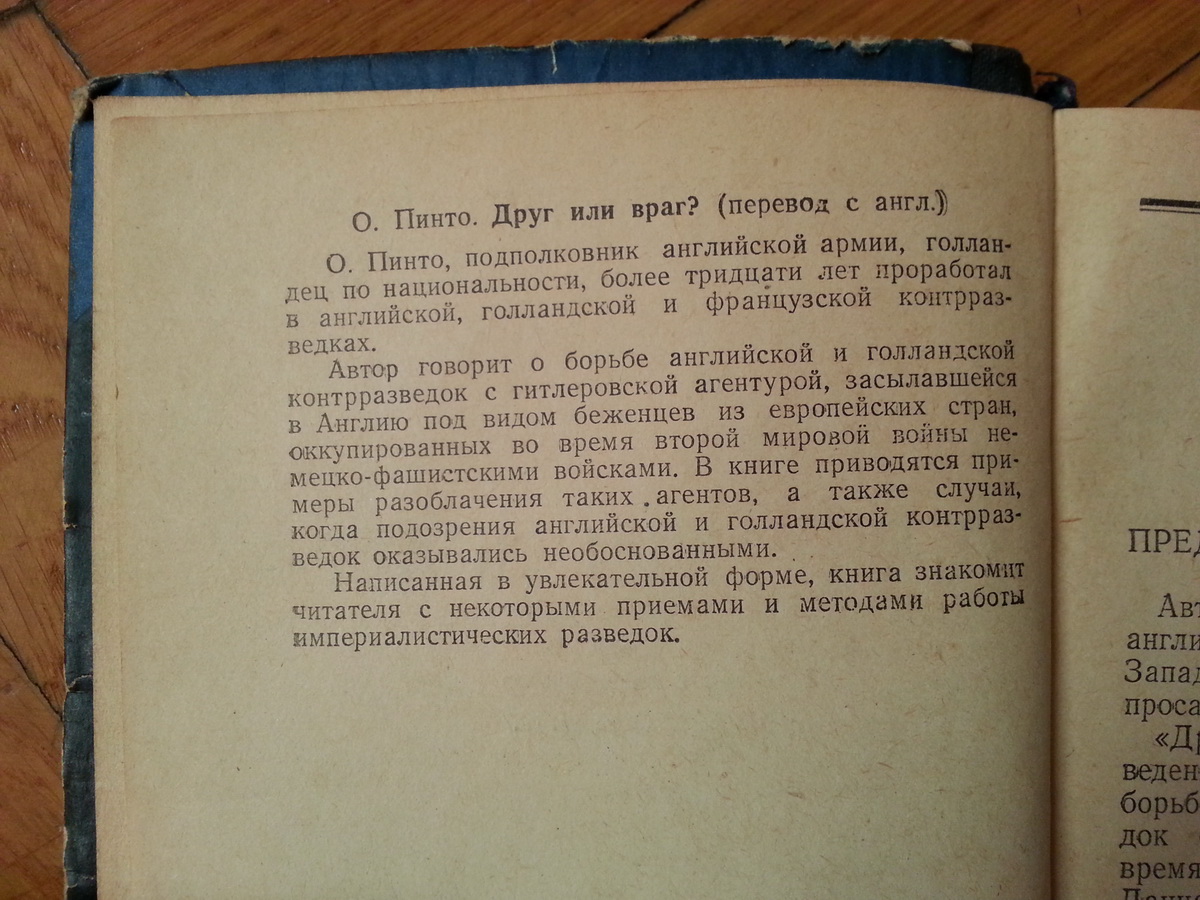 О. Пинто. Друг или враг? (перевод с англ.)
О. Пинто, подполковник английской армии, голлан-
дец по национальности, более тридцати лет проработал
в английской, голландской и французской контрраз-
ведках.
Автор говорит о борьбе английской и голландской
контрразведок с гитлеровской агентурой, засылавшейся
в Англию под видом беженцев из европейских стран,
оккупированных во время второй мировой войны не-
мецко-фашистскими войсками. В книге приводятся при-
меры разоблачения таких агентов, а также случаи,
когда подозрения английской и голландской контрраз-
ведок оказывались необоснованными.
Написанная в увлекательной форме, книга знакомит
читателя с некоторыми приемами и методами работы
империалистических разведок.
ПРЕД
Авт
англи
Запад
проса
«Др
веден
борьб
док
время